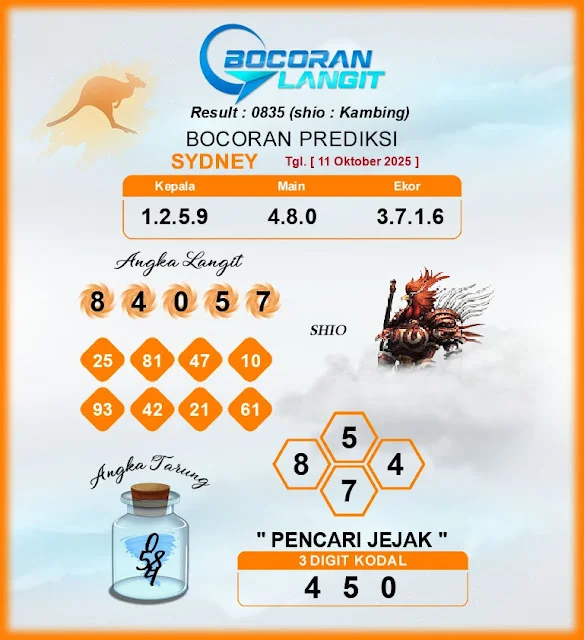 BOCORAN
LANGIT
Result : 0835 (shio : Kambing)
BOCORAN PREDIKSI
SYDNEY Tgl. [ 11 Oktober 2025 ]
Kepala Main Ekor
1.2.5.9 4.8.0 3.7.1.6
Angka Langit
8 4 0 5 7
SHIO
25 81 47 10
93 42 21 61
5
8 4
7
Angka Tarung
0
58
4
" PENCARI JEJAK "
3 DIGIT KODAL
4 5 0